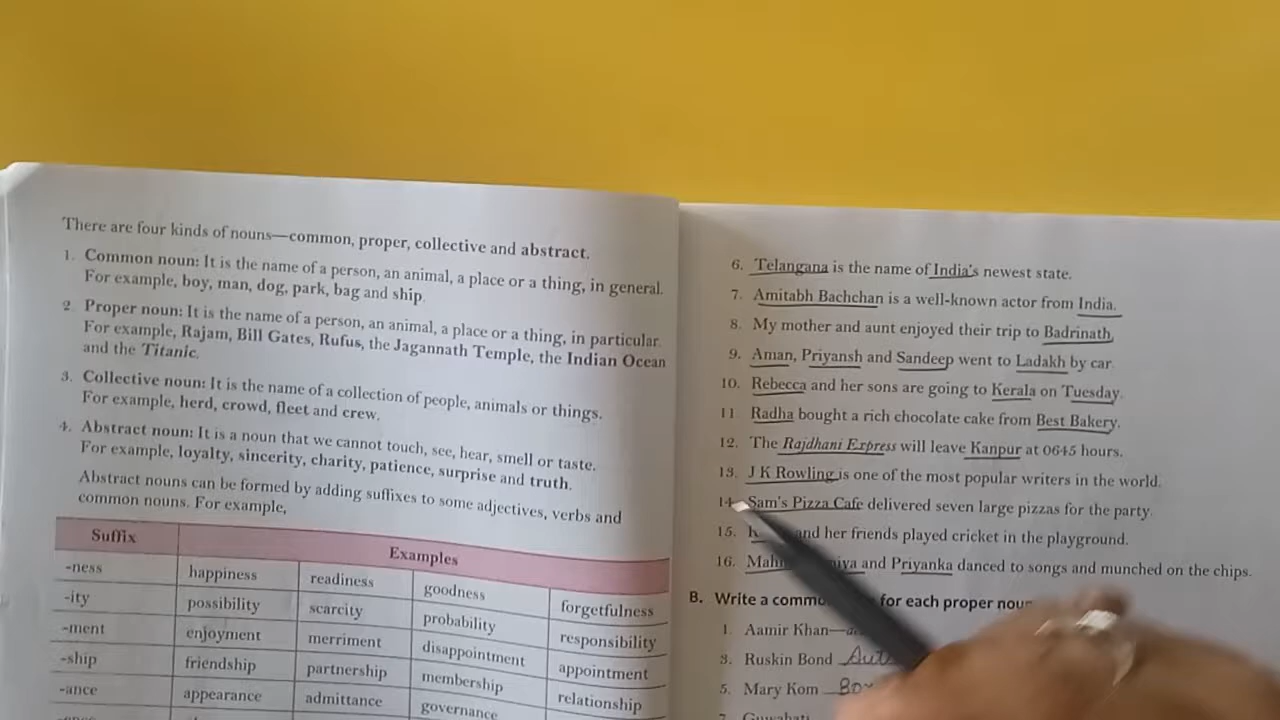 There are four kinds of nouns—common, proper, collective and abstract.
1. Common noun: It is the name of a person, an animal, a place or a thing, in general.
For example, boy, man, dog, park, bag and ship.
2 Proper noun: It is the name of a person, an animal, a place or a thing, in particular.
For example, Rajam, Bill Gates, Rufus, the Jagannath Temple, the Indian Ocean
and the Titanic.
3. Collective noun: It is the name of a collection of people, animals or things.
For example, herd, crowd, fleet and crew.
4. Abstract noun: It is a noun that we cannot touch, see, hear, smell or taste.
For example, loyalty, sincerity, charity, patience, surprise and truth.
Abstract nouns can be formed by adding suffixes to some adjectives, verbs and
common nouns. For example,
Suffix Examples
-ness happiness readiness goodness forgetfulness
-ity possibility scarcity probability responsibility
-ment enjoyment merriment disappointment appointment
-ship friendship partnership membership relationship
-ance appearance admittance governance
6. Telangana is the name of India's newest state.
7. Amitabh Bachchan is a well-known actor from India.
8. My mother and aunt enjoyed their trip to Badrinath.
9. Aman, Priyansh and Sandeep went to Ladakh by car.
10. Rebecca and her sons are going to Kerala on Tuesday.
11. Radha bought a rich chocolate cake from Best Bakery.
12. The Rajdhani Express will leave Kanpur at 0645 hours.
13. J K Rowling is one of the most popular writers in the world.
14. Sam's Pizza Cafe delivered seven large pizzas for the party.
15. and her friends played cricket in the playground.
16. and Priyanka danced to songs and munched on the chips.
B. Write a for each proper
1. Aamir Khan—
3. Ruskin Bond
5. Mary Kom
7. Guwahati